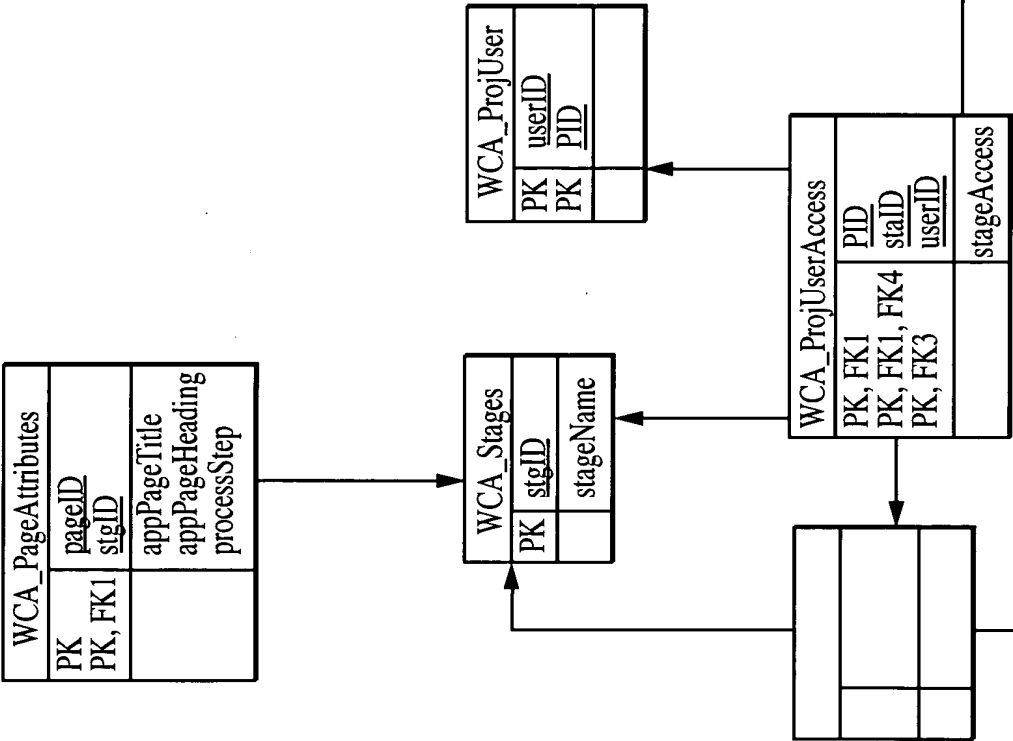 WCA_PageAttributes
PK pageID
PK, FK1 stgID
appPageTitle
appPageHeading
processStep
WCA_Stages
PK stgID
stageName
WCA_ProjUser
PK userID
PK PID
WCA_ProjUserAccess
PK, FK1 PID
PK, FK1, FK4 staID
PK, FK3 userID
stageAccess